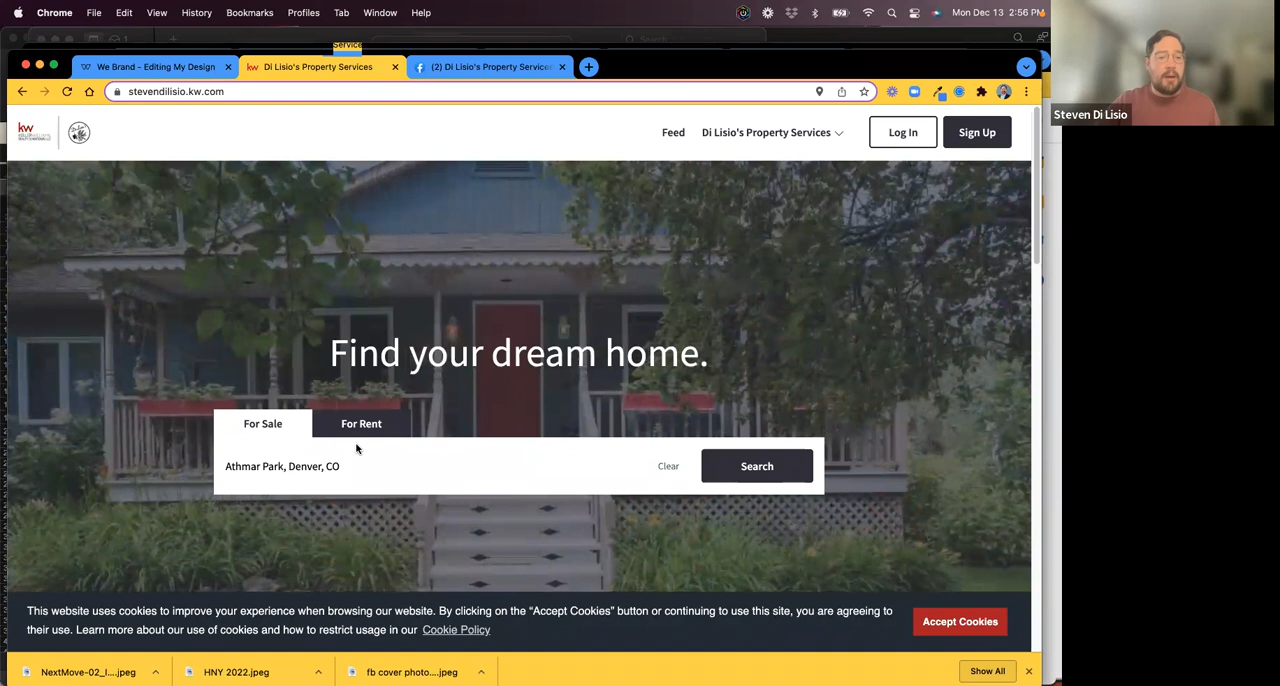 Chrome File Edit View History Bookmarks Profiles Tab Window Help Mon Dec 13 2:56 PM
Search
Service
We Brand - Editing My Design
Di Lisio's Property Services
(2) Di Lisio's Property Services
stevendilisio.kw.com
Steven Di Lisio
kw
Feed Di Lisio's Property Services Log In Sign Up
Find your dream home.
For Sale For Rent
Athmar Park, Denver, CO Clear Search
This website uses cookies to improve your experience when browsing our website. By clicking on the “Accept Cookies” button or continuing to use this site, you are agreeing to
their use. Learn more about our use of cookies and how to restrict usage in our Cookie Policy
Accept Cookies
NextMove-02_I....jpeg HNY 2022.jpeg fb cover photo....jpeg Show All